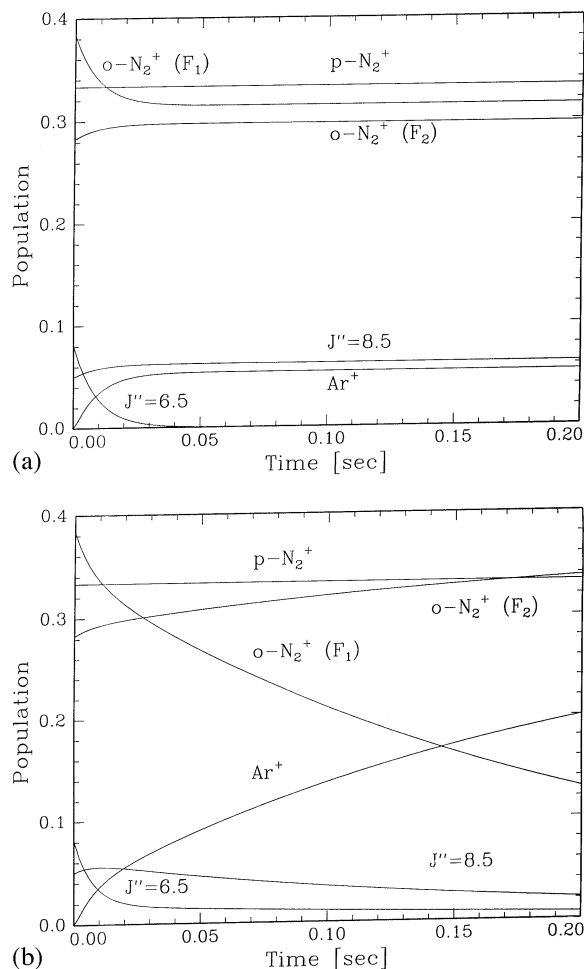 0.4
o−N₂⁺ (F₁)
p−N₂⁺
0.3
o−N₂⁺ (F₂)
Population
0.2
0.1
J''=8.5
Ar⁺
J''=6.5
0.0
0.00 0.05 0.10 0.15 0.20
(a)
Time [sec]
0.4
p−N₂⁺
o−N₂⁺ (F₂)
0.3
o−N₂⁺ (F₁)
Population
0.2
Ar⁺
0.1
J''=8.5
J''=6.5
0.0
0.00 0.05 0.10 0.15 0.20
(b)
Time [sec]